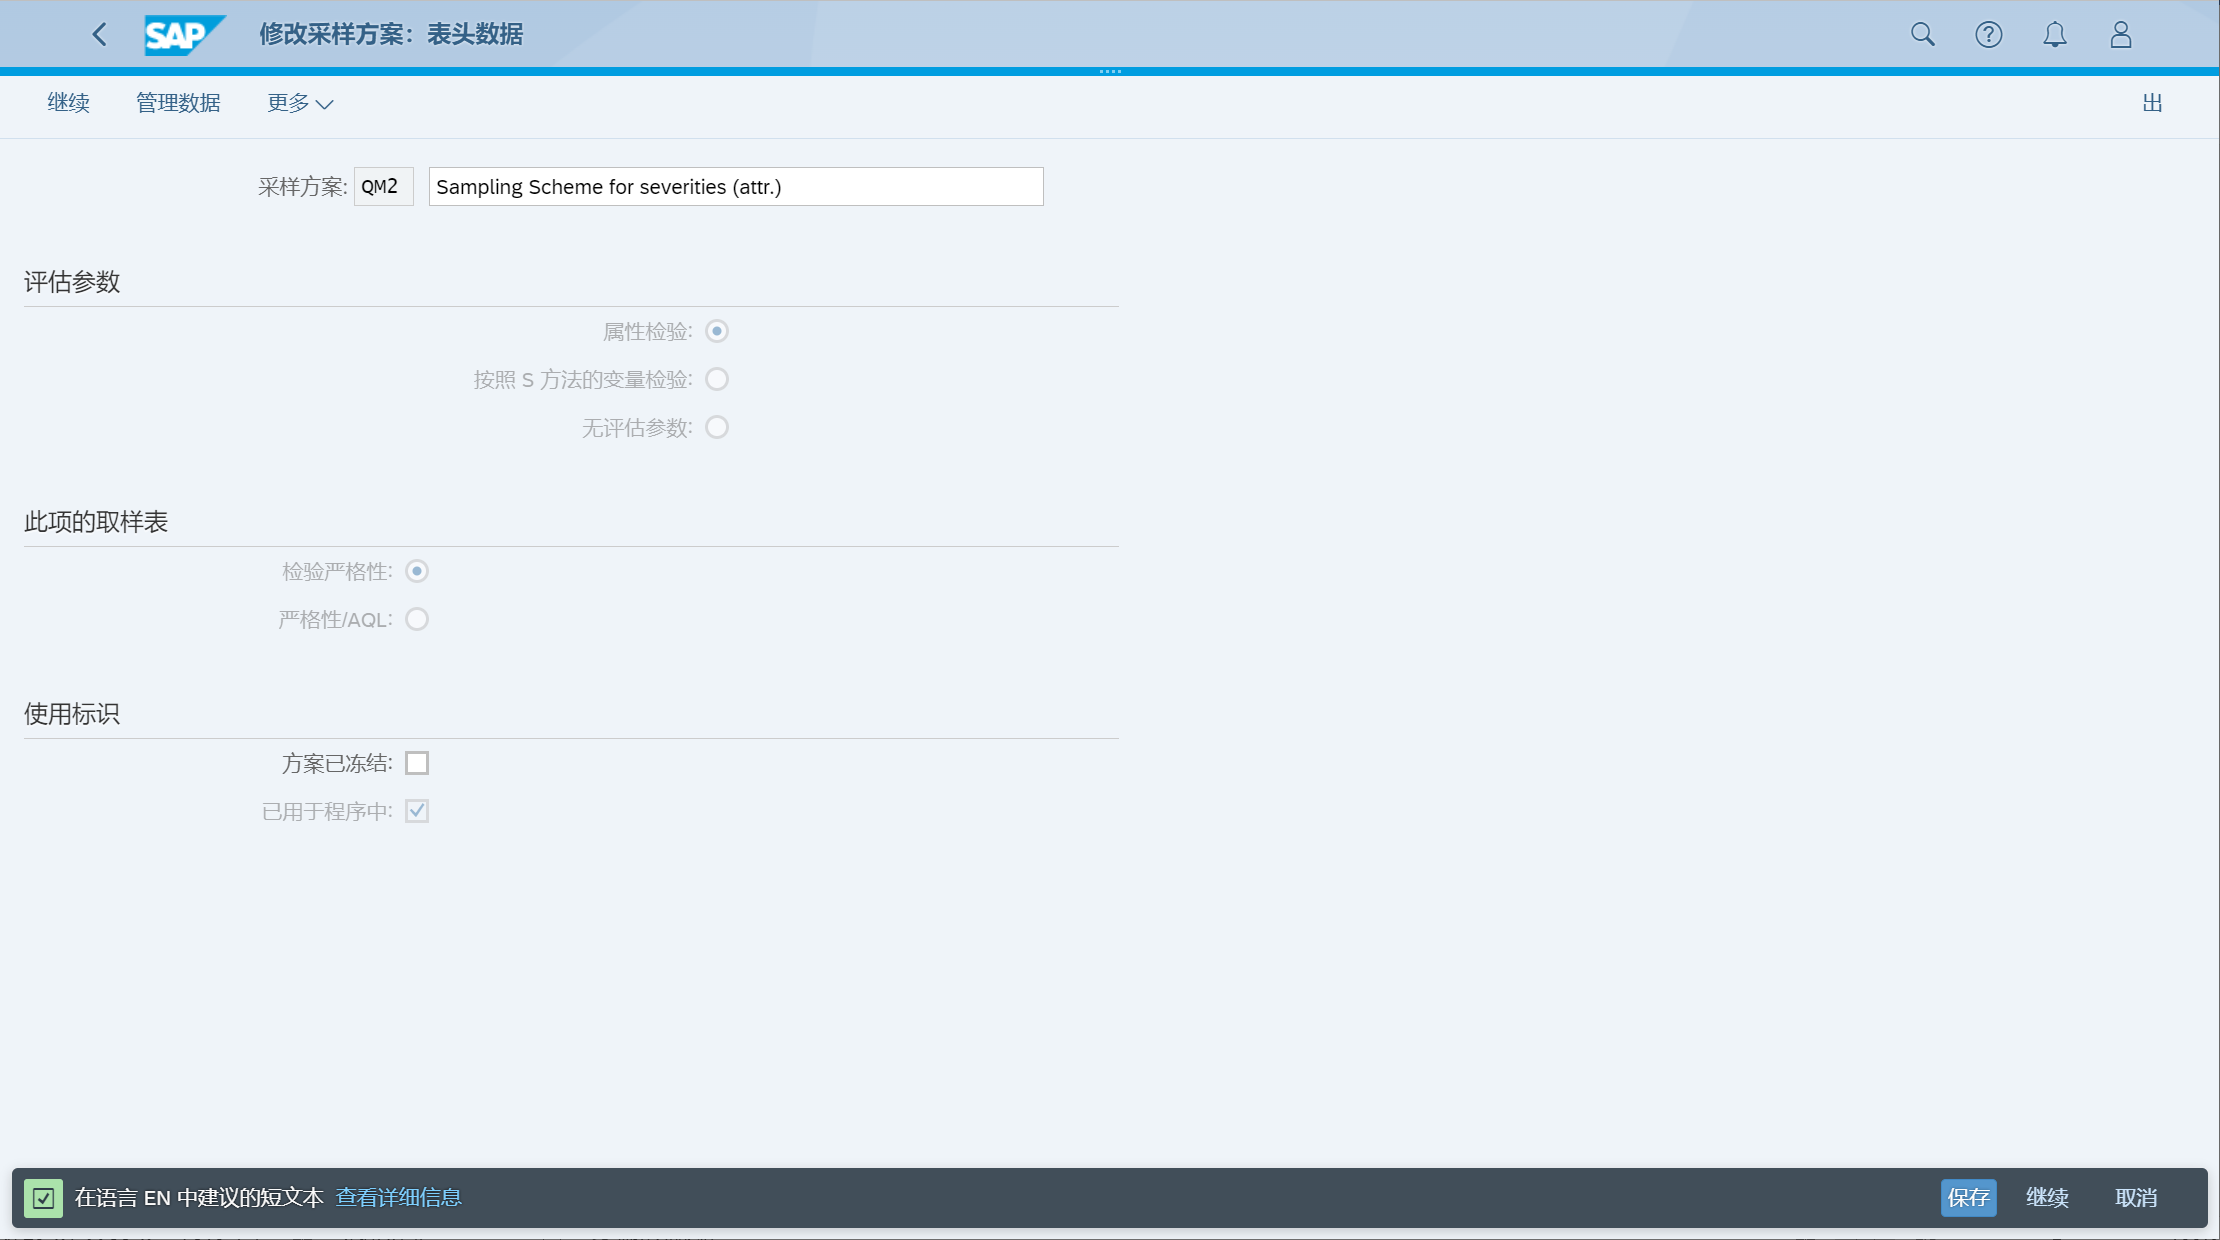 SAP 修改采样方案：表头数据
继续 管理数据 更多 出
采样方案: QM2 Sampling Scheme for severities (attr.)
评估参数
属性检验:
按照 S 方法的变量检验:
无评估参数:
此项的取样表
检验严格性:
严格性/AQL:
使用标识
方案已冻结:
已用于程序中:
在语言 EN 中建议的短文本 查看详细信息 保存 继续 取消